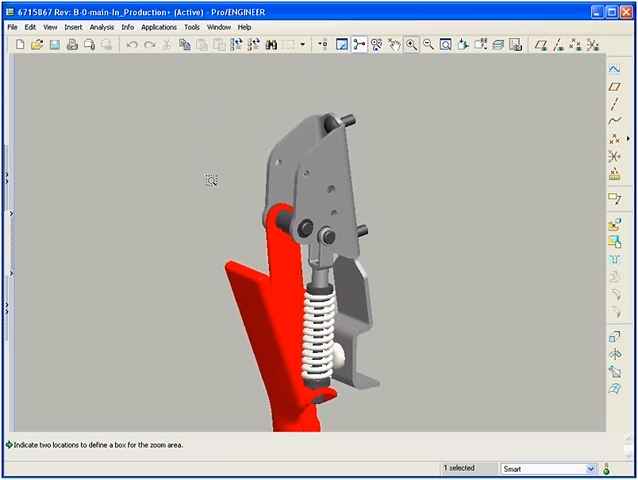 6715867 Rev: B-0-main-In_Production+ (Active) - Pro/ENGINEER
File Edit View Insert Analysis Info Applications Tools Window Help
Indicate two locations to define a box for the zoom area.
1 selected Smart